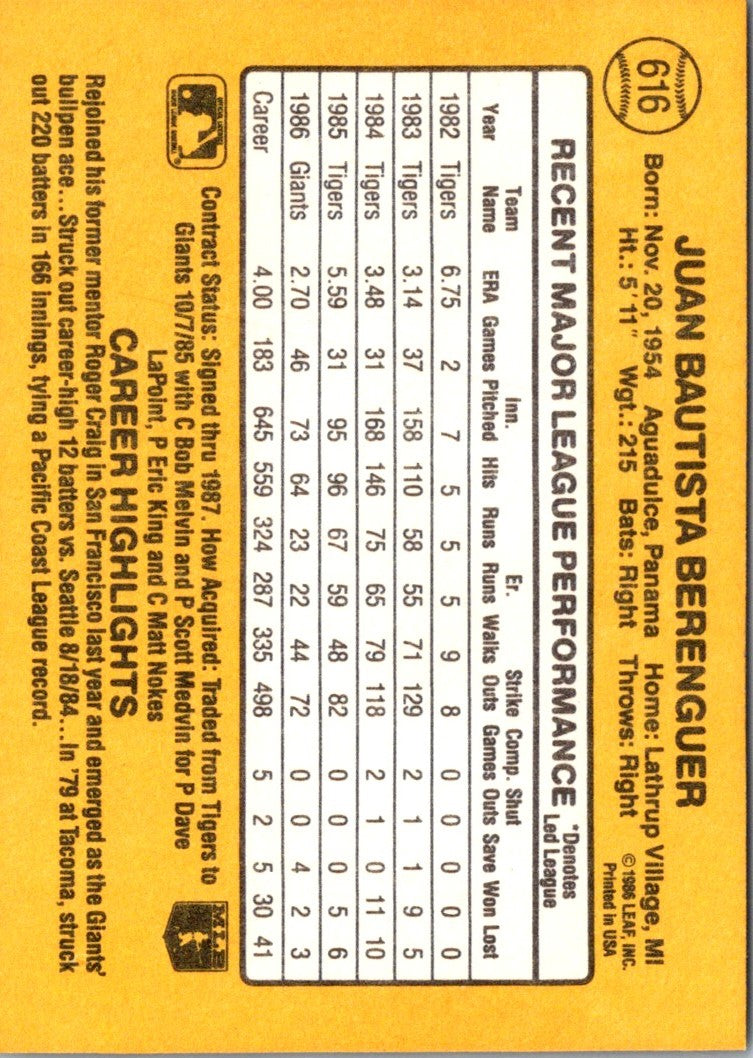 616
JUAN BAUTISTA BERENGUER
Born: Nov. 20, 1954 Aguadulce, Panama Home: Lathrup Village, MI
Ht.: 5'11" Wgt.: 215 Bats: Right Throws: Right
© 1986 LEAF, INC.
Printed in USA
RECENT MAJOR LEAGUE PERFORMANCE *Denotes Led League
Year Team Name ERA Games Inn. Pitched Hits Runs Er. Runs Walks Strike Outs Comp. Games Shut Outs Save Won Lost
1982 Tigers 6.75 2 7 5 5 5 9 8 0 0 0 0 0
1983 Tigers 3.14 37 158 110 58 55 71 129 2 1 1 9 5
1984 Tigers 3.48 31 168 146 75 65 79 118 2 1 0 11 10
1985 Tigers 5.59 31 95 96 67 59 48 82 0 0 0 5 6
1986 Giants 2.70 46 73 64 23 22 44 72 0 0 4 2 3
Career 4.00 183 645 559 324 287 335 498 5 2 5 30 41
Contract Status: Signed thru 1987. How Acquired: Traded from Tigers to
Giants 10/7/85 with C Bob Melvin and P Scott Medvin for P Dave
LaPoint, P Eric King and C Matt Nokes
MLB
CAREER HIGHLIGHTS
Rejoined his former mentor Roger Craig in San Francisco last year and emerged as the Giants'
bullpen ace...Struck out career-high 12 batters vs. Seattle 8/18/84...In '79 at Tacoma, struck
out 220 batters in 166 innings, tying a Pacific Coast League record.